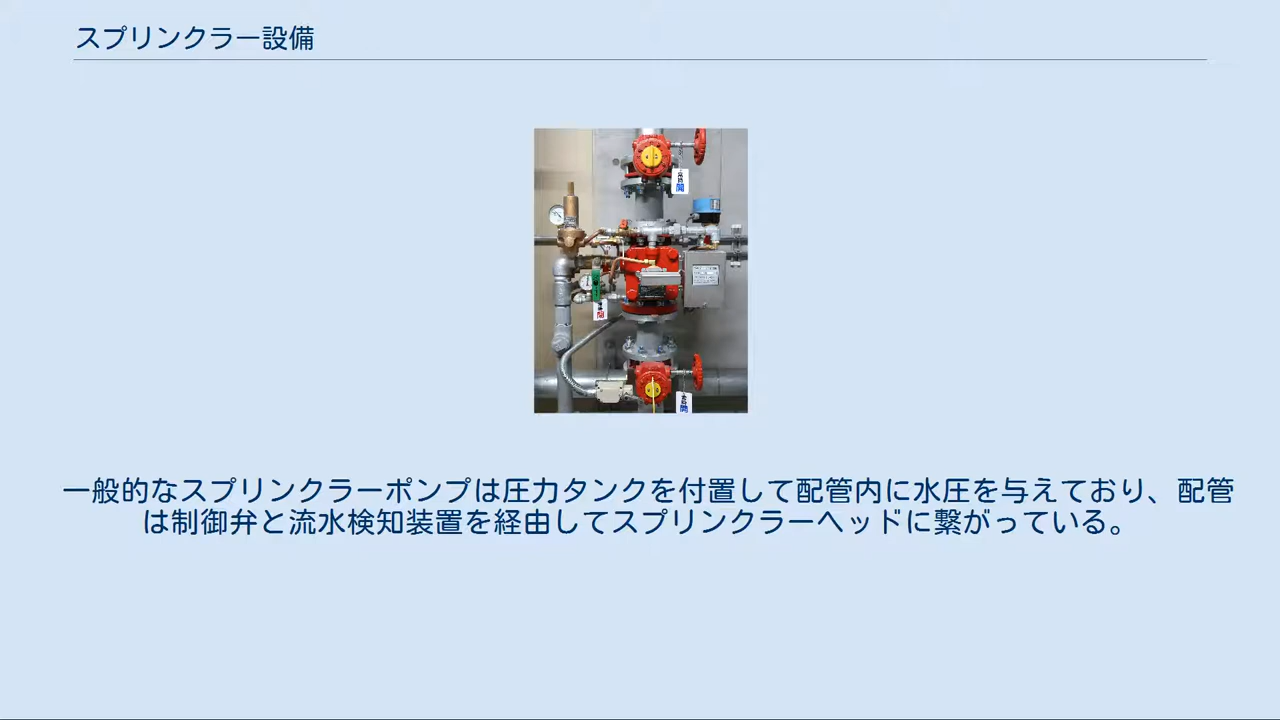 スプリンクラー設備
開
閉
開
一般的なスプリンクラーポンプは圧力タンクを付置して配管内に水圧を与えており、配管
は制御弁と流水検知装置を経由してスプリンクラーヘッドに繋がっている。